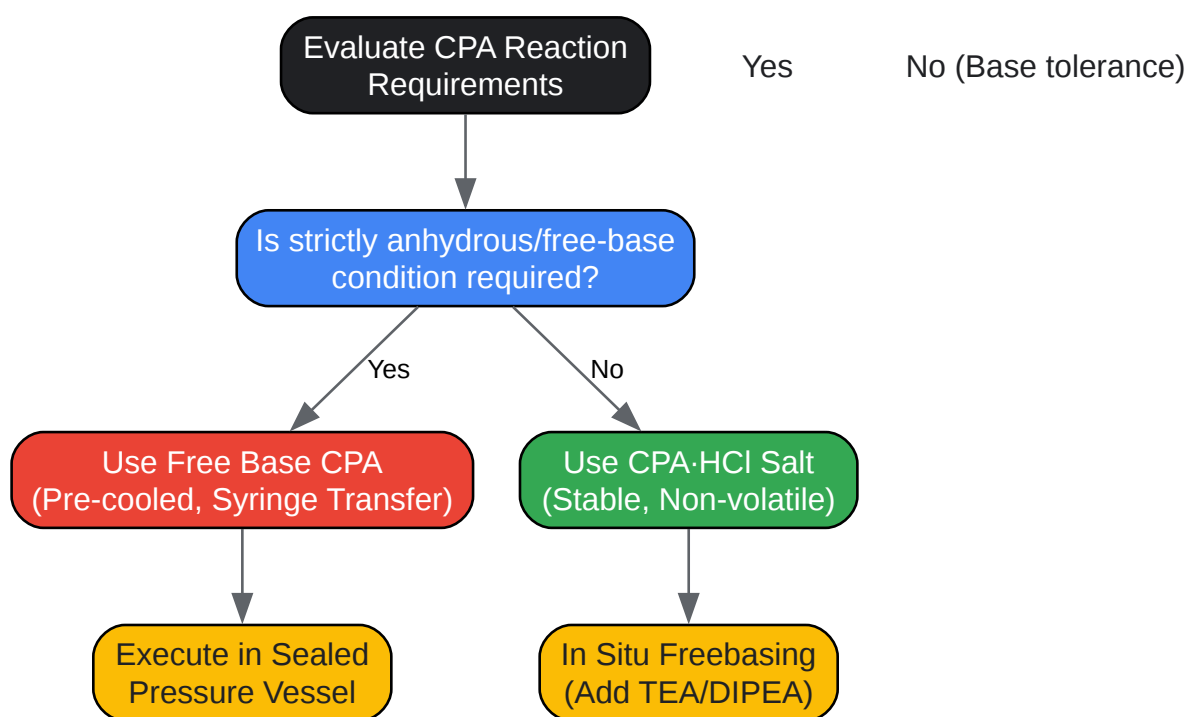 Evaluate CPA Reaction
Requirements
Yes
No (Base tolerance)
Is strictly anhydrous/free-base
condition required?
Yes
No
Use Free Base CPA
(Pre-cooled, Syringe Transfer)
Use CPA·HCl Salt
(Stable, Non-volatile)
Execute in Sealed
Pressure Vessel
In Situ Freebasing
(Add TEA/DIPEA)